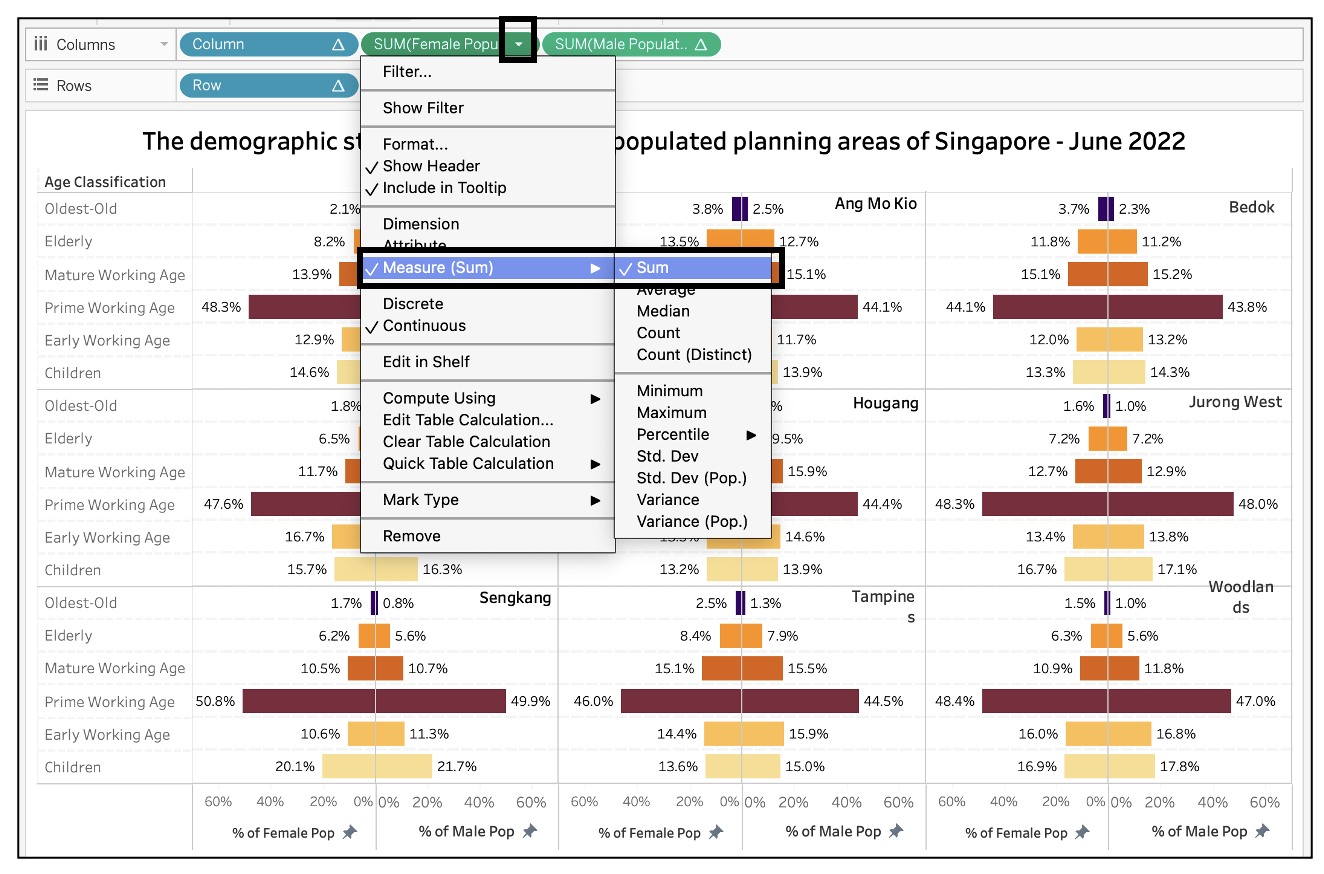 Columns Column SUM(Female Popu SUM(Male Populat..
Rows Row
Filter...
Show Filter
Format...
Show Header
Include in Tooltip
Dimension
Attribute
Measure (Sum)
Discrete
Continuous
Edit in Shelf
Compute Using
Edit Table Calculation...
Clear Table Calculation
Quick Table Calculation
Mark Type
Remove
Sum
Average
Median
Count
Count (Distinct)
Minimum
Maximum
Percentile
Std. Dev
Std. Dev (Pop.)
Variance
Variance (Pop.)
The demographic st populated planning areas of Singapore - June 2022
Age Classification
Ang Mo Kio Bedok
Oldest-Old 2.1% 3.8% 2.5% 3.7% 2.3%
Elderly 8.2% 13.5% 12.7% 11.8% 11.2%
Mature Working Age 13.9% 15.1% 15.1% 15.2%
Prime Working Age 48.3% 44.1% 44.1% 43.8%
Early Working Age 12.9% 11.7% 12.0% 13.2%
Children 14.6% 13.9% 13.3% 14.3%
Hougang Jurong West
Oldest-Old 1.8% % 1.6% 1.0%
Elderly 6.5% 9.5% 7.2% 7.2%
Mature Working Age 11.7% 15.9% 12.7% 12.9%
Prime Working Age 47.6% 44.4% 48.3% 48.0%
Early Working Age 16.7% 14.6% 13.4% 13.8%
Children 15.7% 16.3% 13.2% 13.9% 16.7% 17.1%
Sengkang Tampine
s
Woodlan
ds
Oldest-Old 1.7% 0.8% 2.5% 1.3% 1.5% 1.0%
Elderly 6.2% 5.6% 8.4% 7.9% 6.3% 5.6%
Mature Working Age 10.5% 10.7% 15.1% 15.5% 10.9% 11.8%
Prime Working Age 50.8% 49.9% 46.0% 44.5% 48.4% 47.0%
Early Working Age 10.6% 11.3% 14.4% 15.9% 16.0% 16.8%
Children 20.1% 21.7% 13.6% 15.0% 16.9% 17.8%
60% 40% 20% 0% 0% 20% 40% 60% 60% 40% 20% 0% 0% 20% 40% 60% 60% 40% 20% 0% 0% 20% 40% 60%
% of Female Pop % of Male Pop % of Female Pop % of Male Pop % of Female Pop % of Male Pop